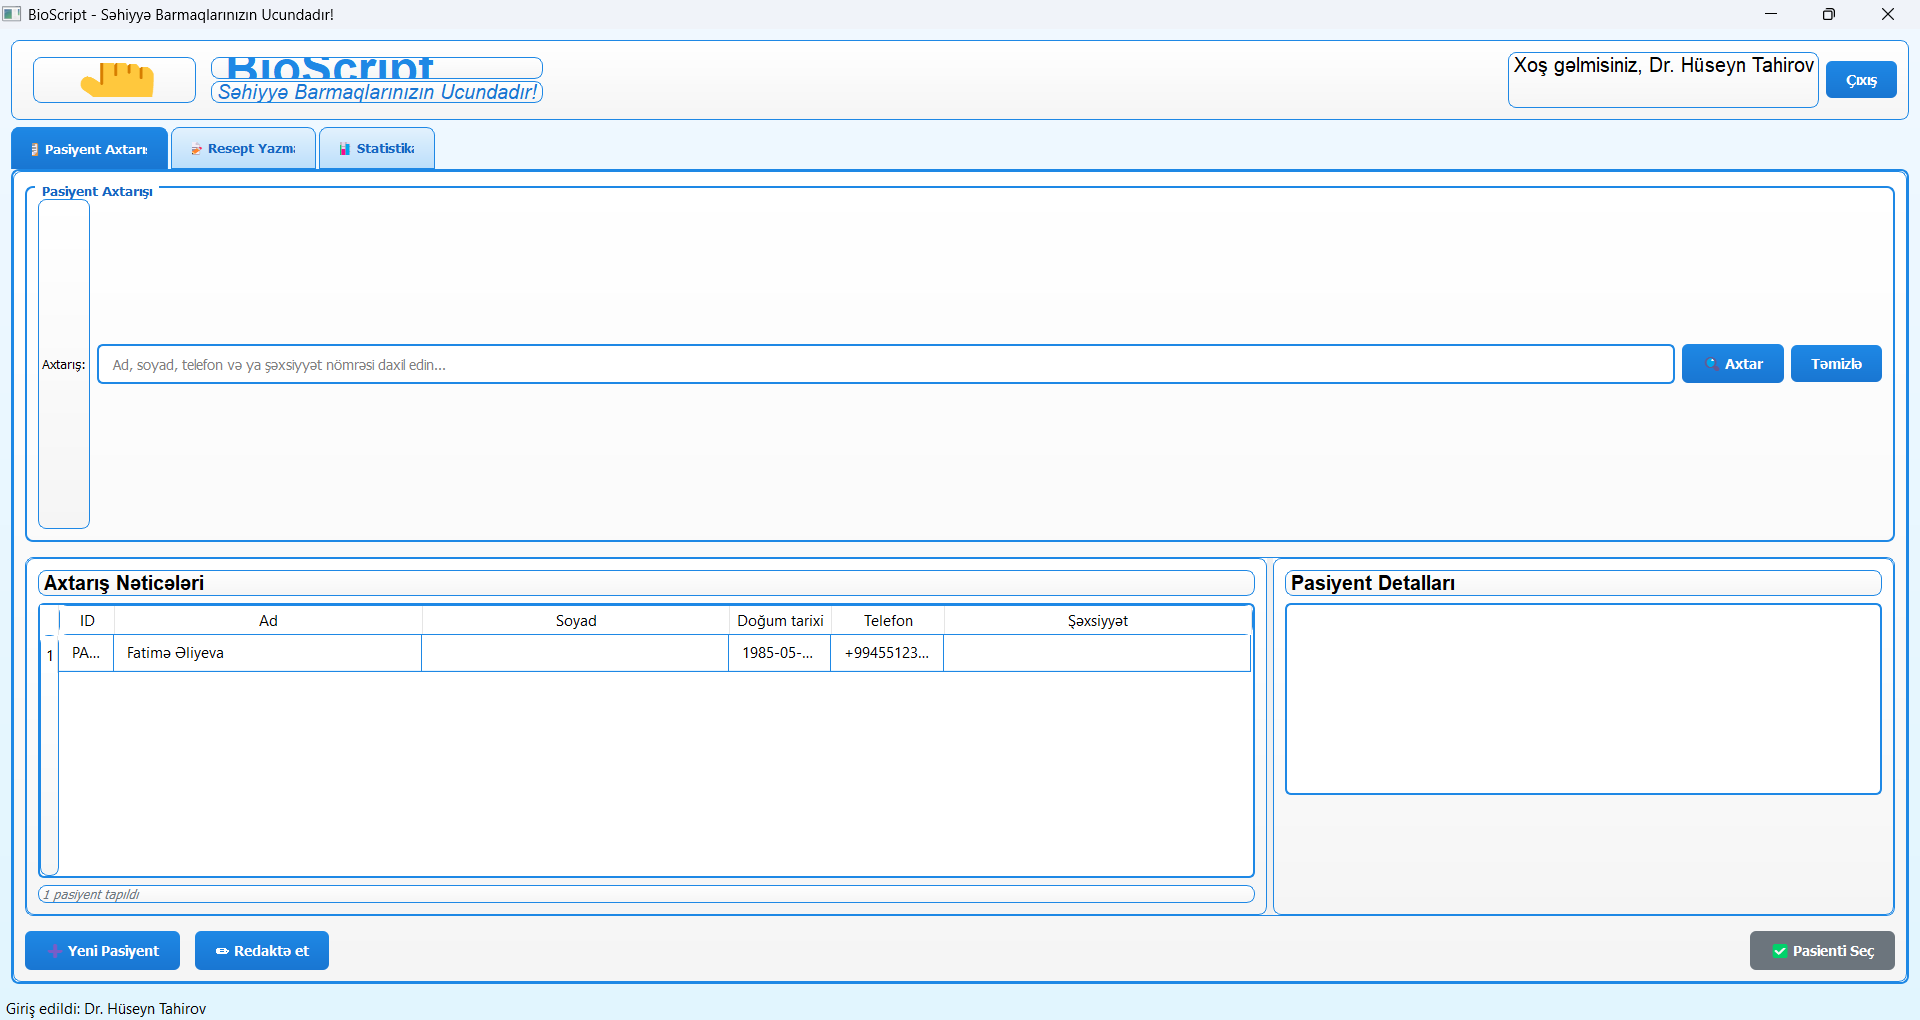 BioScript - Səhiyyə Barmaqlarınızın Ucundadır!
BioScript
Səhiyyə Barmaqlarınızın Ucundadır!
Xoş gəlmisiniz, Dr. Hüseyn Tahirov
Çıxış
Pasiyent Axtarı
Resept Yazma
Statistika
Pasiyent Axtarışı
Axtarış:
Ad, soyad, telefon və ya şəxsiyyət nömrəsi daxil edin...
Axtar
Təmizlə
Axtarış Nəticələri
ID Ad Soyad Doğum tarixi Telefon Şəxsiyyət
1 PA... Fatimə Əliyeva 1985-05-... +99455123...
1 pasiyent tapıldı
Pasiyent Detalları
Yeni Pasiyent
Redaktə et
Pasienti Seç
Giriş edildi: Dr. Hüseyn Tahirov